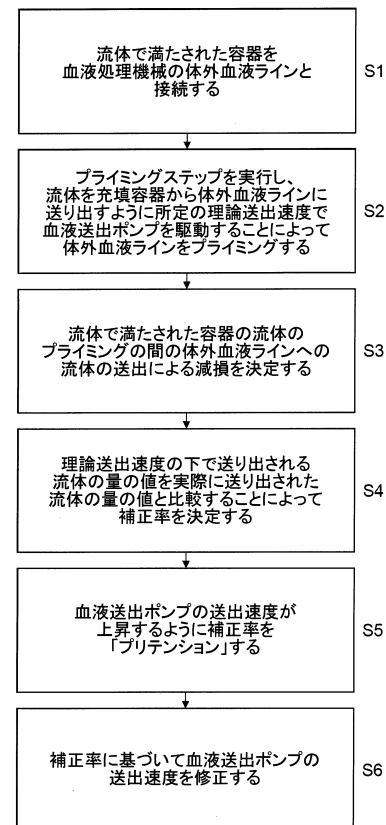 流体で満たされた容器を
血液処理機械の体外血液ラインと
接続する
S1
プライミングステップを実行し、
流体を充填容器から体外血液ラインに
送り出すように所定の理論送出速度で
血液送出ポンプを駆動することによって
体外血液ラインをプライミングする
S2
流体で満たされた容器の流体の
プライミングの間の体外血液ラインへの
流体の送出による減損を決定する
S3
理論送出速度の下で送り出される
流体の量の値を実際に送り出された
流体の量の値と比較することによって
補正率を決定する
S4
血液送出ポンプの送出速度が
上昇するように補正率を
「プリテンション」する
S5
補正率に基づいて血液送出ポンプの
送出速度を修正する
S6